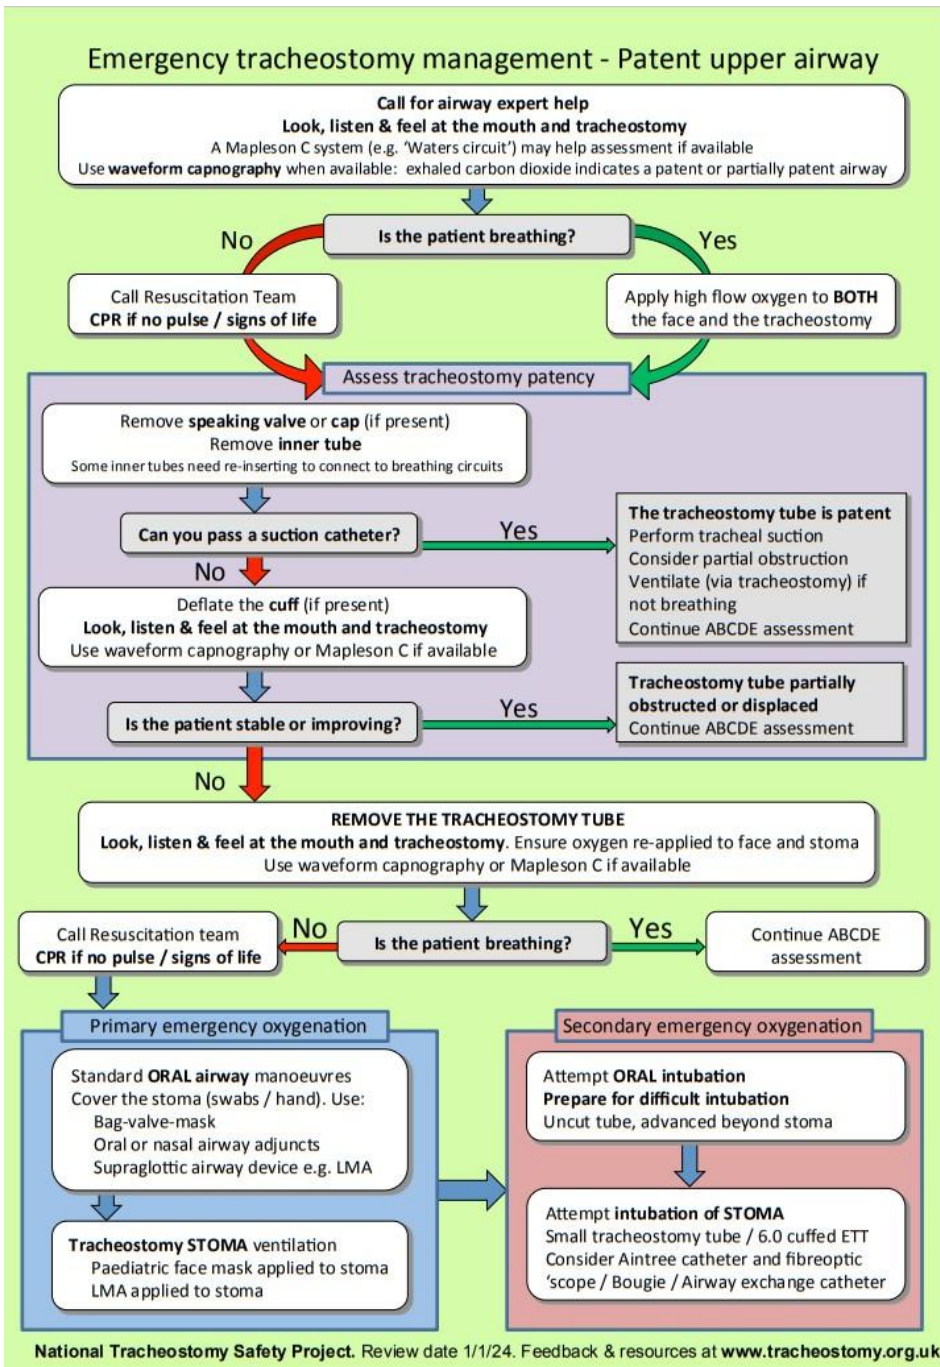 Emergency tracheostomy management - Patent upper airway
Call for airway expert help
Look, listen & feel at the mouth and tracheostomy
A Mapleson C system (e.g. ‘Waters circuit’) may help assessment if available
Use waveform capnography when available: exhaled carbon dioxide indicates a patent or partially patent airway
Is the patient breathing?
No
Yes
Call Resuscitation Team
CPR if no pulse / signs of life
Apply high flow oxygen to BOTH
the face and the tracheostomy
Assess tracheostomy patency
Remove speaking valve or cap (if present)
Remove inner tube
Some inner tubes need re-inserting to connect to breathing circuits
Can you pass a suction catheter?
Yes
The tracheostomy tube is patent
Perform tracheal suction
Consider partial obstruction
Ventilate (via tracheostomy) if
not breathing
Continue ABCDE assessment
No
Deflate the cuff (if present)
Look, listen & feel at the mouth and tracheostomy
Use waveform capnography or Mapleson C if available
Is the patient stable or improving?
Yes
Tracheostomy tube partially
obstructed or displaced
Continue ABCDE assessment
No
REMOVE THE TRACHEOSTOMY TUBE
Look, listen & feel at the mouth and tracheostomy. Ensure oxygen re-applied to face and stoma
Use waveform capnography or Mapleson C if available
Is the patient breathing?
No
Yes
Call Resuscitation team
CPR if no pulse / signs of life
Continue ABCDE
assessment
Primary emergency oxygenation
Standard ORAL airway manoeuvres
Cover the stoma (swabs / hand). Use:
Bag-valve-mask
Oral or nasal airway adjuncts
Supraglottic airway device e.g. LMA
Tracheostomy STOMA ventilation
Paediatric face mask applied to stoma
LMA applied to stoma
Secondary emergency oxygenation
Attempt ORAL intubation
Prepare for difficult intubation
Uncut tube, advanced beyond stoma
Attempt intubation of STOMA
Small tracheostomy tube / 6.0 cuffed ETT
Consider Aintree catheter and fibreoptic
‘scope / Bougie / Airway exchange catheter
National Tracheostomy Safety Project. Review date 1/1/24. Feedback & resources at www.tracheostomy.org.uk